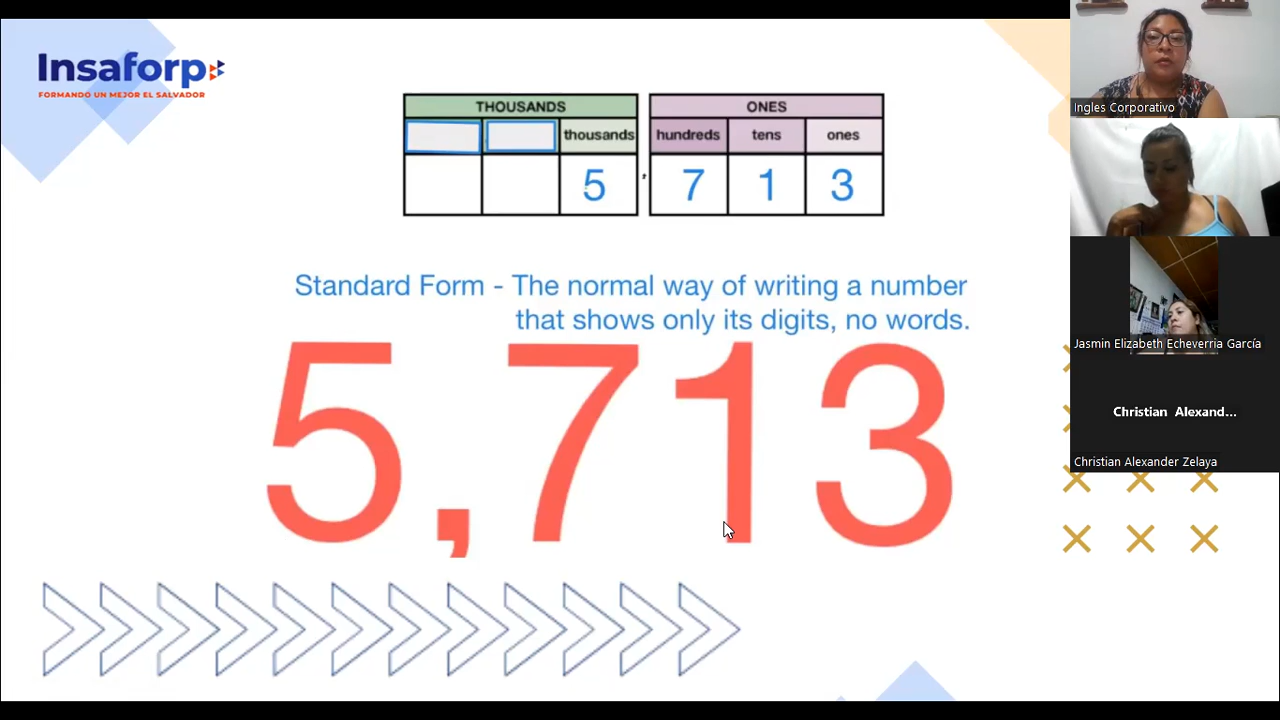 Insaforp
FORMANDO UN MEJOR EL SALVADOR
THOUSANDS ONES
thousands hundreds tens ones
5 , 7 1 3
Standard Form - The normal way of writing a number
that shows only its digits, no words.
5,713
Ingles Corporativo
Jasmin Elizabeth Echeverria García
Christian Alexand...
Christian Alexander Zelaya